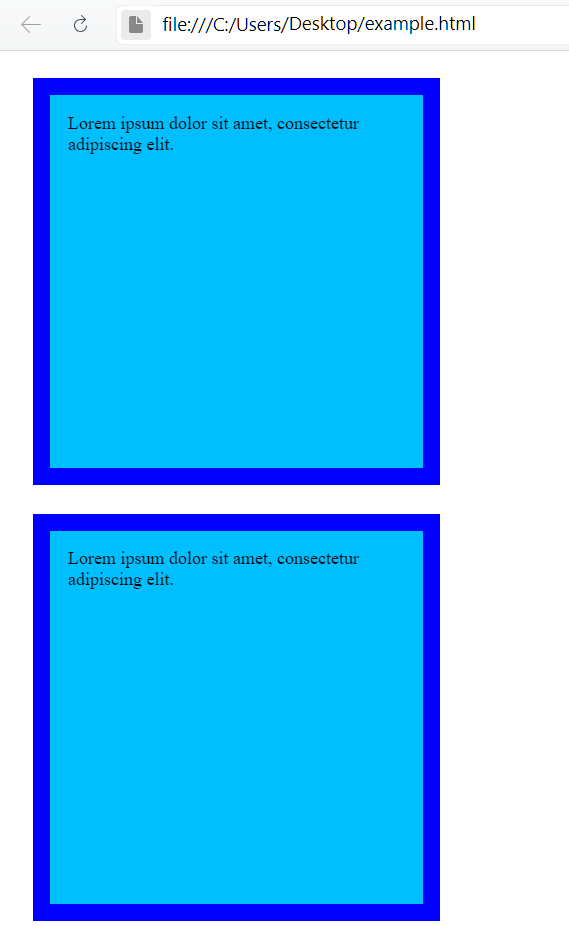 file:///C:/Users/Desktop/example.html
Lorem ipsum dolor sit amet, consectetur
adipiscing elit.
Lorem ipsum dolor sit amet, consectetur
adipiscing elit.